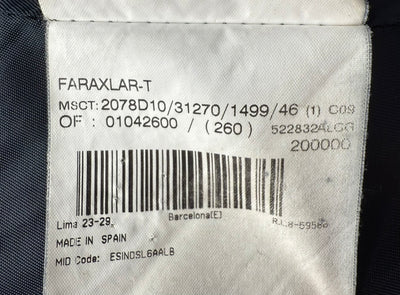 FARAXLAR-T
MSCT: 2078D10/31270/1499/46 (1) C09
OF : 01042600 / (260)
200000
Barcelona(E)
Lima 23-29,
MADE IN SPAIN
MID Code: ESINDSL6AALB